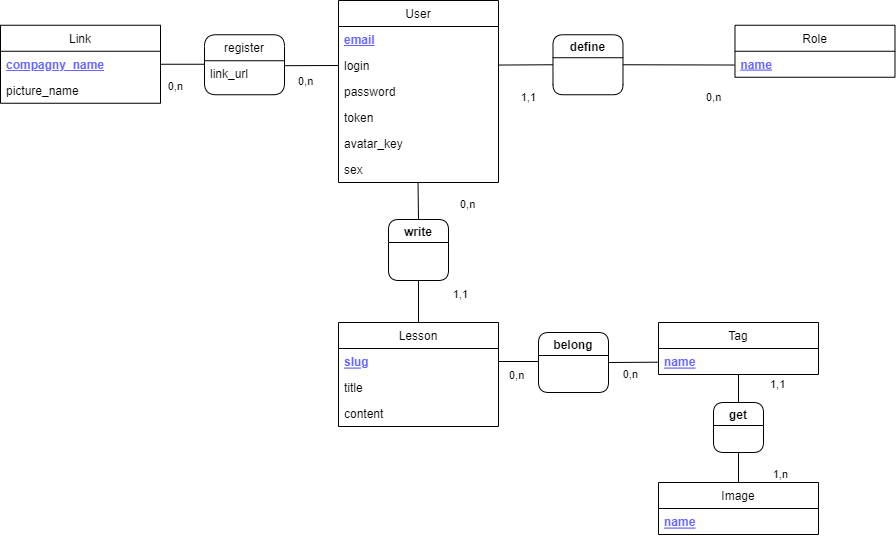 User
email
login
password
token
avatar_key
sex
Link
compagny_name
picture_name
0,n
register
link_url
0,n
define
1,1
0,n
Role
name
0,n
write
1,1
Lesson
slug
title
content
0,n
belong
0,n
Tag
name
1,1
get
1,n
Image
name